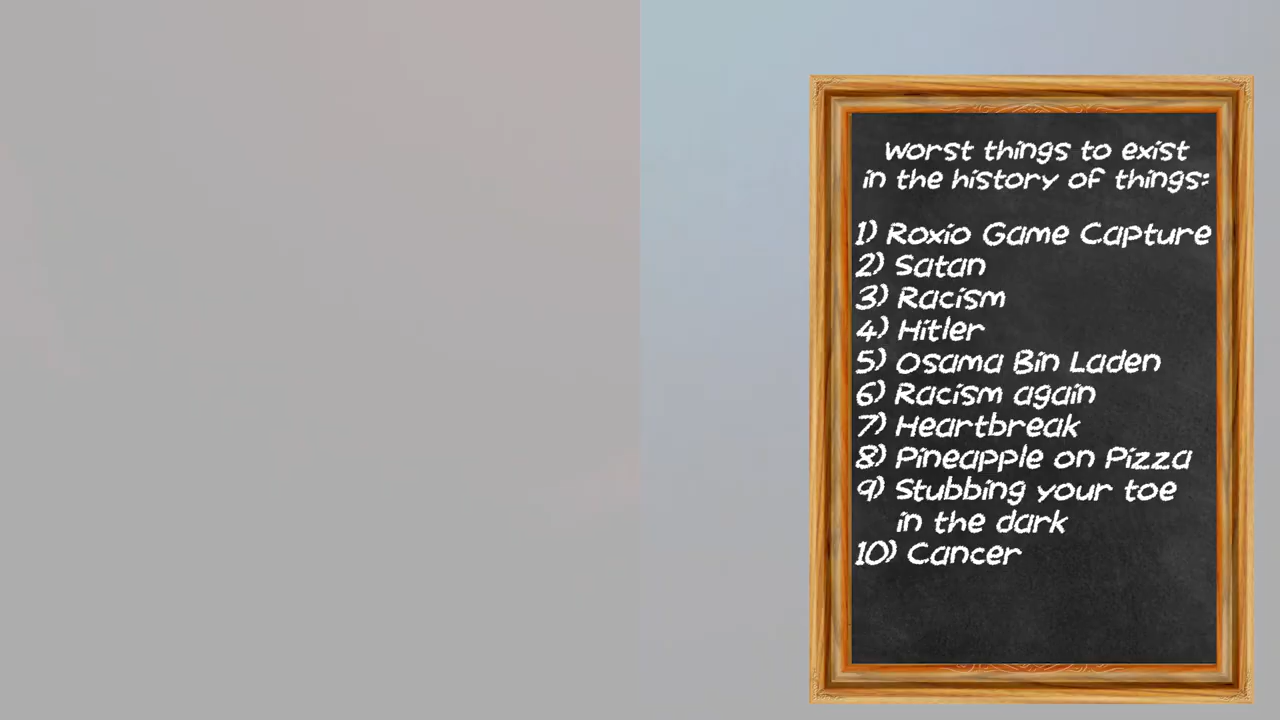 Worst things to exist
in the history of things:
1) Roxio Game Capture
2) Satan
3) Racism
4) Hitler
5) Osama Bin Laden
6) Racism again
7) Heartbreak
8) Pineapple on Pizza
9) Stubbing your toe
in the dark
10) Cancer